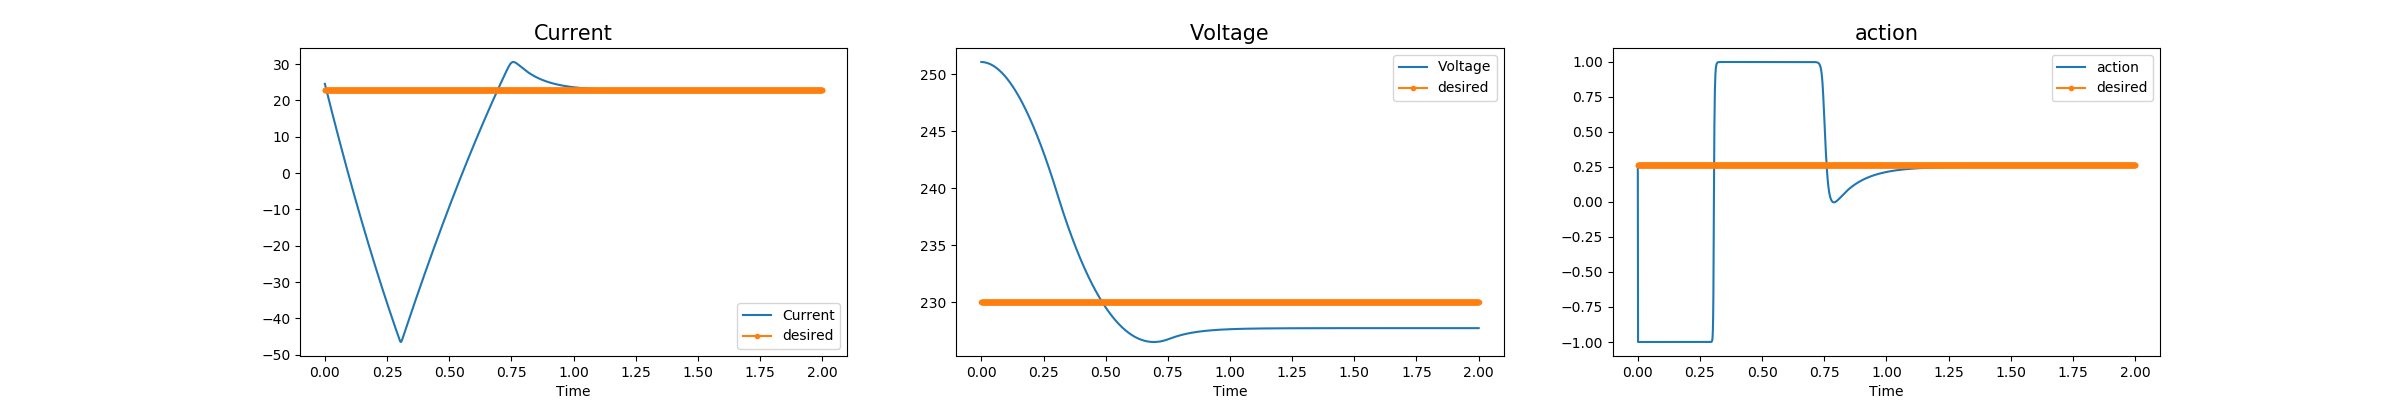 Current
30
20
10
0
−10
−20
−30
−40
−50
0.00 0.25 0.50 0.75 1.00 1.25 1.50 1.75 2.00
Time
Current
desired
Voltage
250
245
240
235
230
0.00 0.25 0.50 0.75 1.00 1.25 1.50 1.75 2.00
Time
Voltage
desired
action
1.00
0.75
0.50
0.25
0.00
−0.25
−0.50
−0.75
−1.00
0.00 0.25 0.50 0.75 1.00 1.25 1.50 1.75 2.00
Time
action
desired